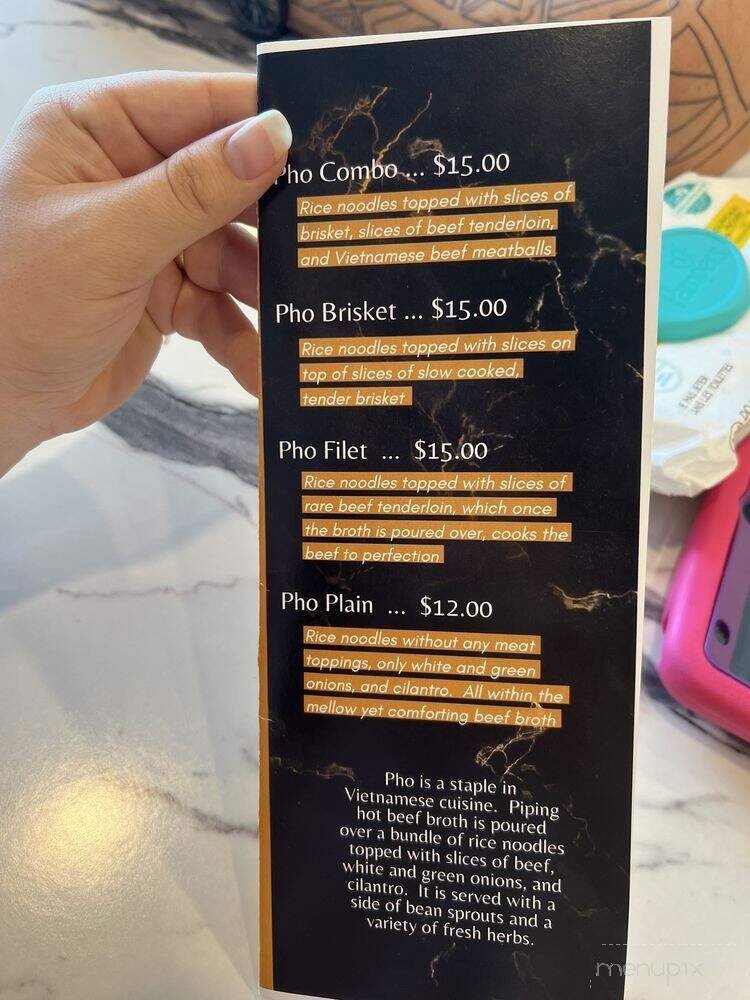 Pho Combo ... $15.00
Rice noodles topped with slices of
brisket, slices of beef tenderloin,
and Vietnamese beef meatballs
Pho Brisket ... $15.00
Rice noodles topped with slices on
top of slices of slow cooked,
tender brisket
Pho Filet ... $15.00
Rice noodles topped with slices of
rare beef tenderloin, which once
the broth is poured over, cooks the
beef to perfection
Pho Plain ... $12.00
Rice noodles without any meat
toppings, only white and green
onions, and cilantro. All within the
mellow yet comforting beef broth
Pho is a staple in
Vietnamese cuisine. Piping
hot beef broth is poured
over a bundle of rice noodles
topped with slices of beef,
white and green onions, and
cilantro. It is served with a
side of bean sprouts and a
variety of fresh herbs.
menupix